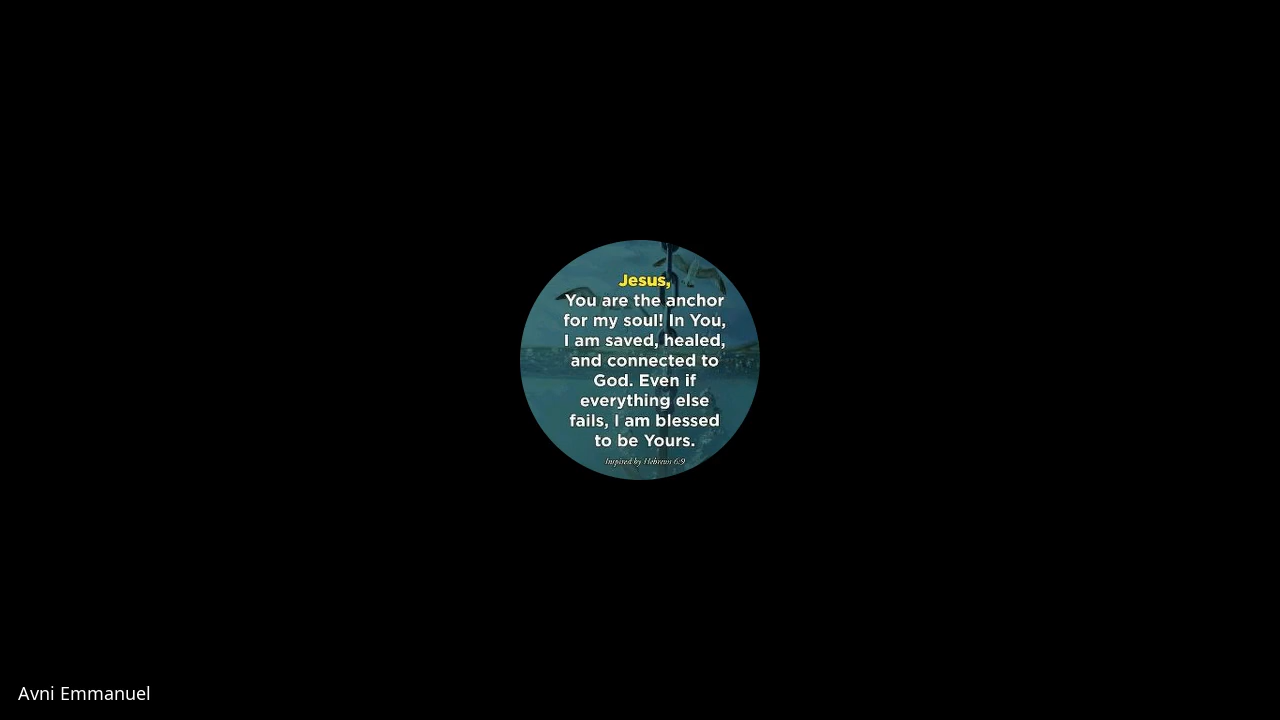 Jesus,
You are the anchor
for my soul! In You,
I am saved, healed,
and connected to
God. Even if
everything else
fails, I am blessed
to be Yours.
Inspired by Hebrews 6:9
Avni Emmanuel